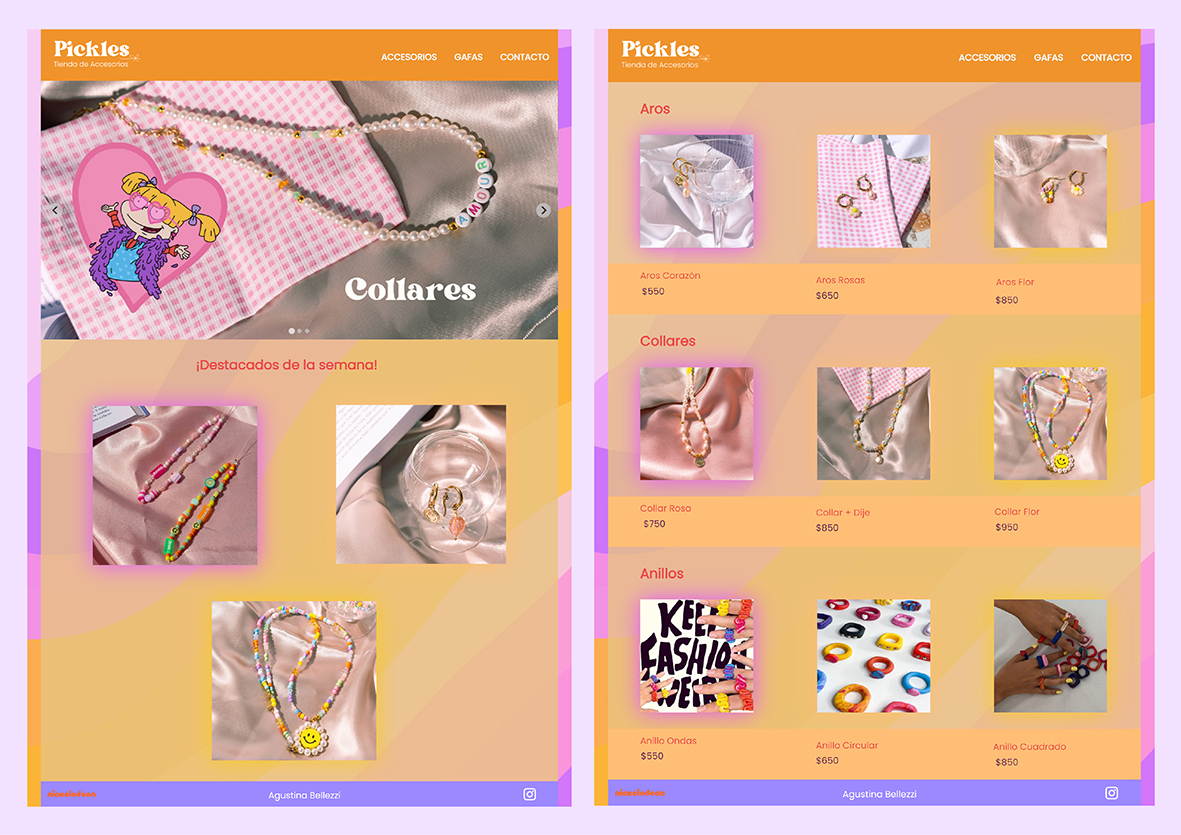 Pickles
Tienda de Accesorios
ACCESORIOS GAFAS CONTACTO
AMOUR
Collares
¡Destacados de la semana!
nickelodeon
Agustina Bellezzi
Pickles
Tienda de Accesorios
ACCESORIOS GAFAS CONTACTO
Aros
Aros Corazón
$550
Aros Rosas
$650
Aros Flor
$850
Collares
Collar Rosa
$750
Collar + Dije
$850
Collar Flor
$950
Anillos
KEEP
FASHION
WEIRD
Anillo Ondas
$550
Anillo Circular
$650
Anillo Cuadrado
$850
nickelodeon
Agustina Bellezzi